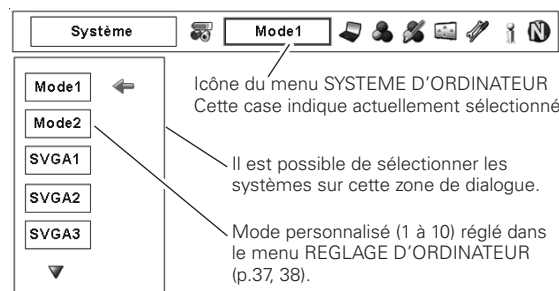 Système
Mode1
Icône du menu SYSTEME D'ORDINATEUR
Cette case indique actuellement sélectionné
Mode1
Mode2
SVGA1
SVGA2
SVGA3
Il est possible de sélectionner les
systèmes sur cette zone de dialogue.
Mode personnalisé (1 à 10) réglé dans
le menu REGLAGE D'ORDINATEUR
(p.37, 38).
i
N